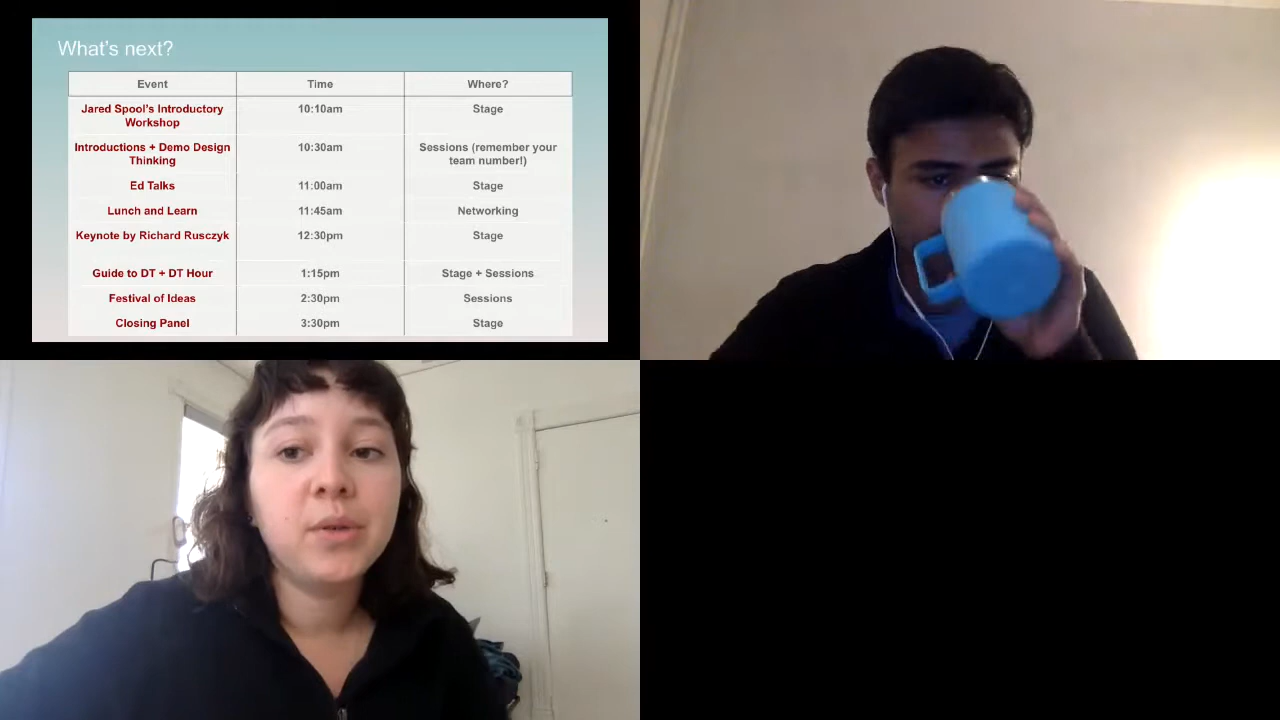 What's next?
Event Time Where?
Jared Spool's Introductory 10:10am Stage
Workshop
Introductions + Demo Design 10:30am Sessions (remember your
Thinking team number!)
Ed Talks 11:00am Stage
Lunch and Learn 11:45am Networking
Keynote by Richard Rusczyk 12:30pm Stage
Guide to DT + DT Hour 1:15pm Stage + Sessions
Festival of Ideas 2:30pm Sessions
Closing Panel 3:30pm Stage